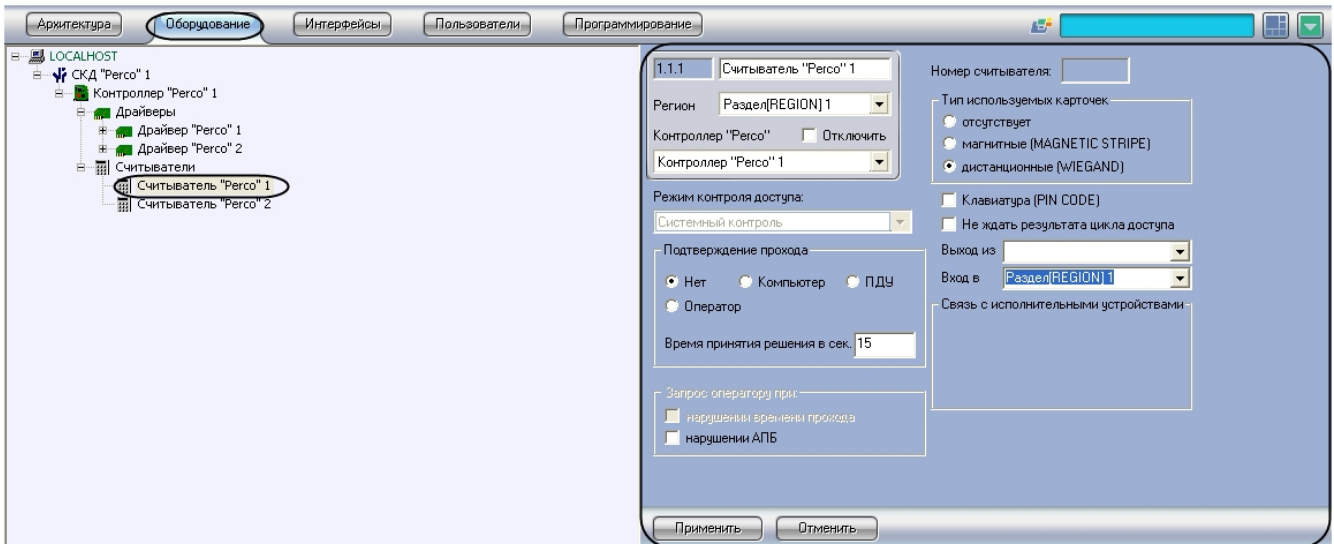 Архитектура Оборудование Интерфейсы Пользователи Программирование
LOCALHOST
СКД "Perco" 1
Контроллер "Perco" 1
Драйверы
Драйвер "Perco" 1
Драйвер "Perco" 2
Считыватели
Считыватель "Perco" 1
Считыватель "Perco" 2
1.1.1 Считыватель "Perco" 1
Регион Раздел[REGION] 1
Контроллер "Perco" Отключить
Контроллер "Perco" 1
Режим контроля доступа:
Системный контроль
Подтверждение прохода
Нет Компьютер ПДУ
Оператор
Время принятия решения в сек. 15
Запрос оператору при:
нарушении времени прохода
нарушении АПБ
Номер считывателя:
Тип используемых карточек
отсутствует
магнитные (MAGNETIC STRIPE)
дистанционные (WIEGAND)
Клавиатура (PIN CODE)
Не ждать результата цикла доступа
Выход из
Вход в Раздел[REGION] 1
Связь с исполнительными устройствами
Применить Отменить